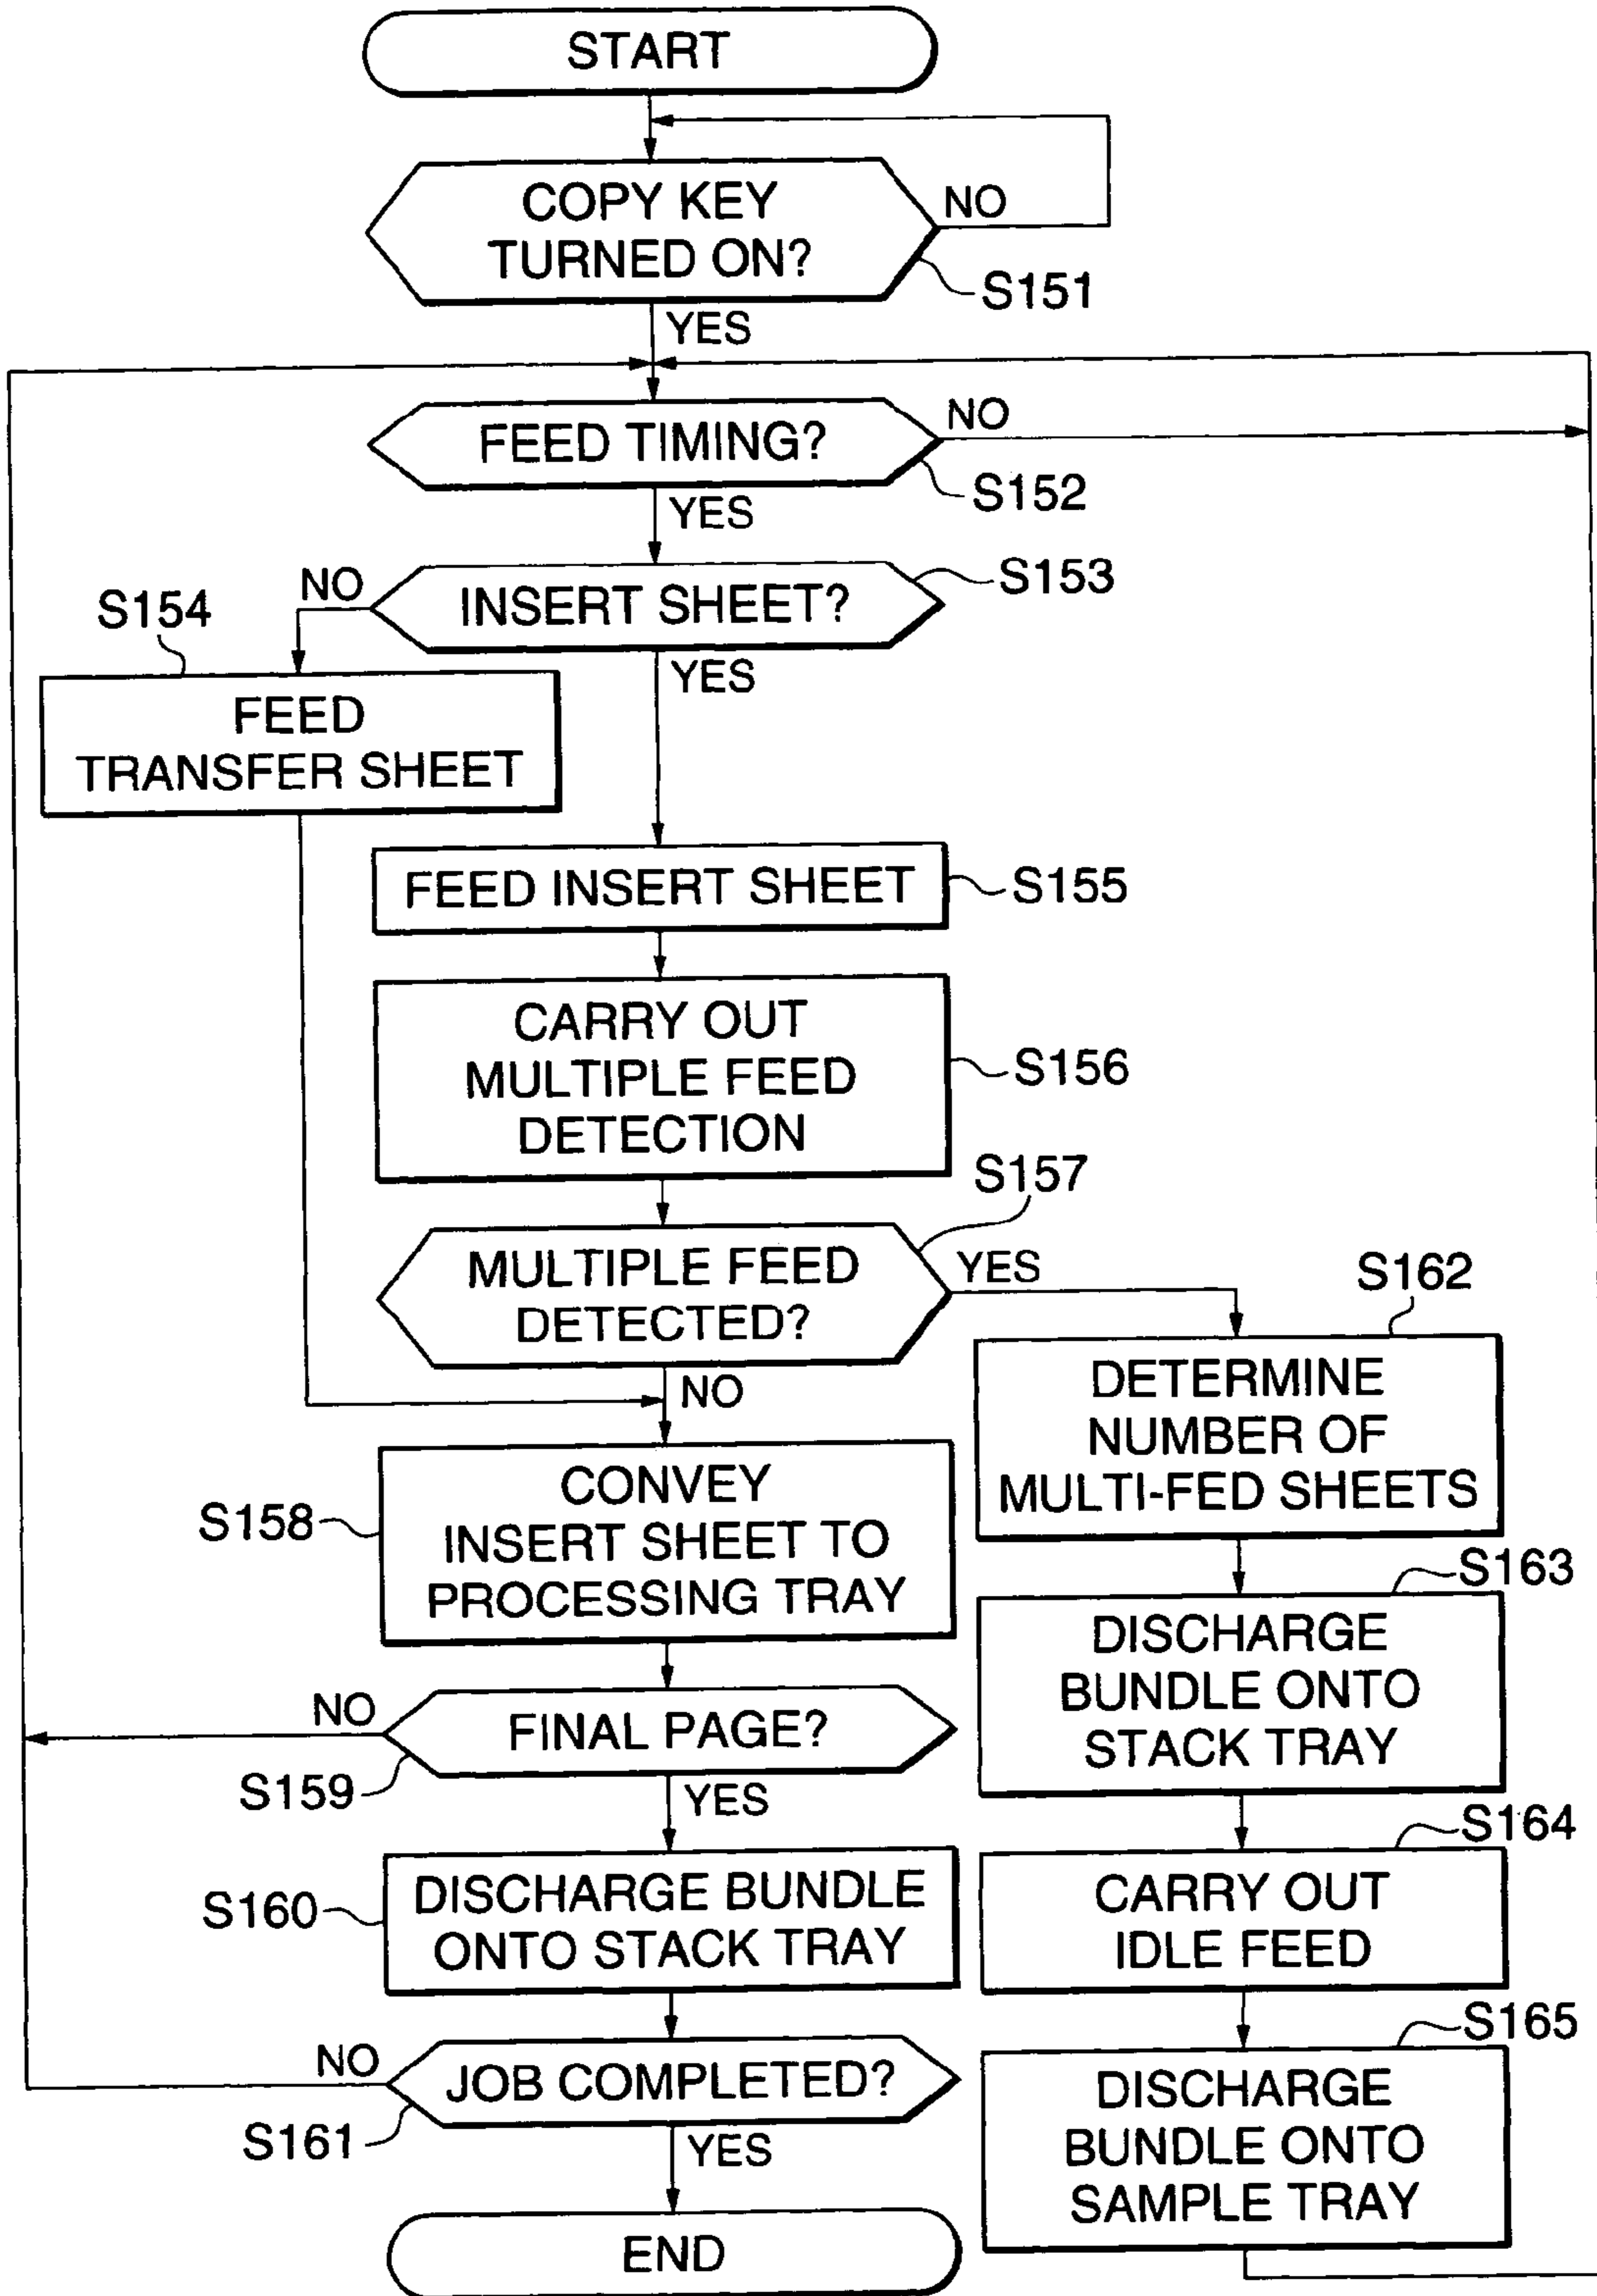 START
COPY KEY
TURNED ON?
NO
S151
YES
FEED TIMING?
NO
S152
YES
INSERT SHEET?
NO
S153
S154
YES
FEED
TRANSFER SHEET
FEED INSERT SHEET
S155
CARRY OUT
MULTIPLE FEED
DETECTION
S156
S157
MULTIPLE FEED
DETECTED?
YES
S162
NO
DETERMINE
NUMBER OF
MULTI-FED SHEETS
CONVEY
INSERT SHEET TO
PROCESSING TRAY
S158
S163
DISCHARGE
BUNDLE ONTO
STACK TRAY
NO
FINAL PAGE?
S159
YES
S164
DISCHARGE BUNDLE
ONTO STACK TRAY
S160
CARRY OUT
IDLE FEED
S165
NO
JOB COMPLETED?
S161
YES
DISCHARGE
BUNDLE ONTO
SAMPLE TRAY
END